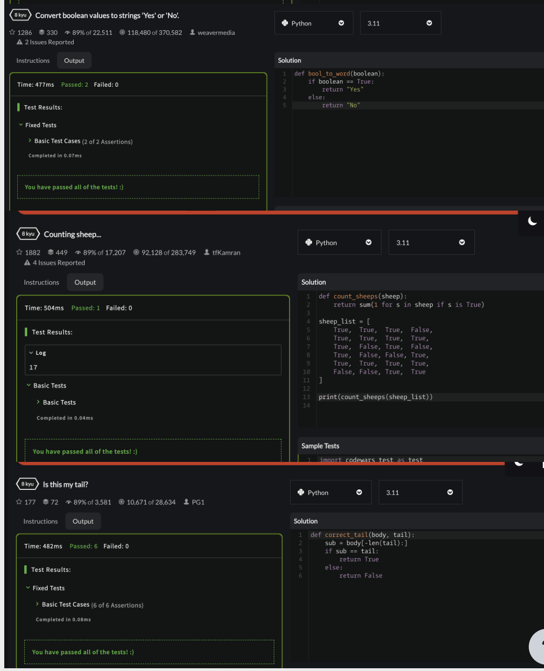 8 kyu Convert boolean values to strings 'Yes' or 'No'.
Python 3.11
1286 330 89% of 22,511 118,480 of 370,582 weavermedia
2 Issues Reported
Instructions Output
Solution
Time: 477ms Passed: 2 Failed: 0
1 def bool_to_word(boolean):
2 if boolean == True:
3 return "Yes"
4 else:
5 return "No"
Test Results:
Fixed Tests
Basic Test Cases (2 of 2 Assertions)
Completed in 0.07ms
You have passed all of the tests! :)
8 kyu Counting sheep...
Python 3.11
1882 449 89% of 17,207 92,128 of 283,749 tfKamran
4 Issues Reported
Instructions Output
Solution
Time: 504ms Passed: 1 Failed: 0
1 def count_sheeps(sheep):
2 return sum(1 for s in sheep if s is True)
3
4 sheep_list = [
5 True, True, True, False,
6 True, True, True, True,
7 True, False, True, False,
8 True, False, False, True,
9 True, True, True, True,
10 False, False, True, True
11 ]
12
13 print(count_sheeps(sheep_list))
14
Test Results:
Log
17
Basic Tests
Basic Tests
Completed in 0.04ms
You have passed all of the tests! :)
Sample Tests
1 import codewars_test as test
8 kyu Is this my tail?
Python 3.11
177 72 89% of 3,581 10,671 of 28,634 PG1
Instructions Output
Solution
Time: 482ms Passed: 6 Failed: 0
1 def correct_tail(body, tail):
2 sub = body[-len(tail):]
3 if sub == tail:
4 return True
5 else:
6 return False
Test Results:
Fixed Tests
Basic Test Cases (6 of 6 Assertions)
Completed in 0.08ms
You have passed all of the tests! :)